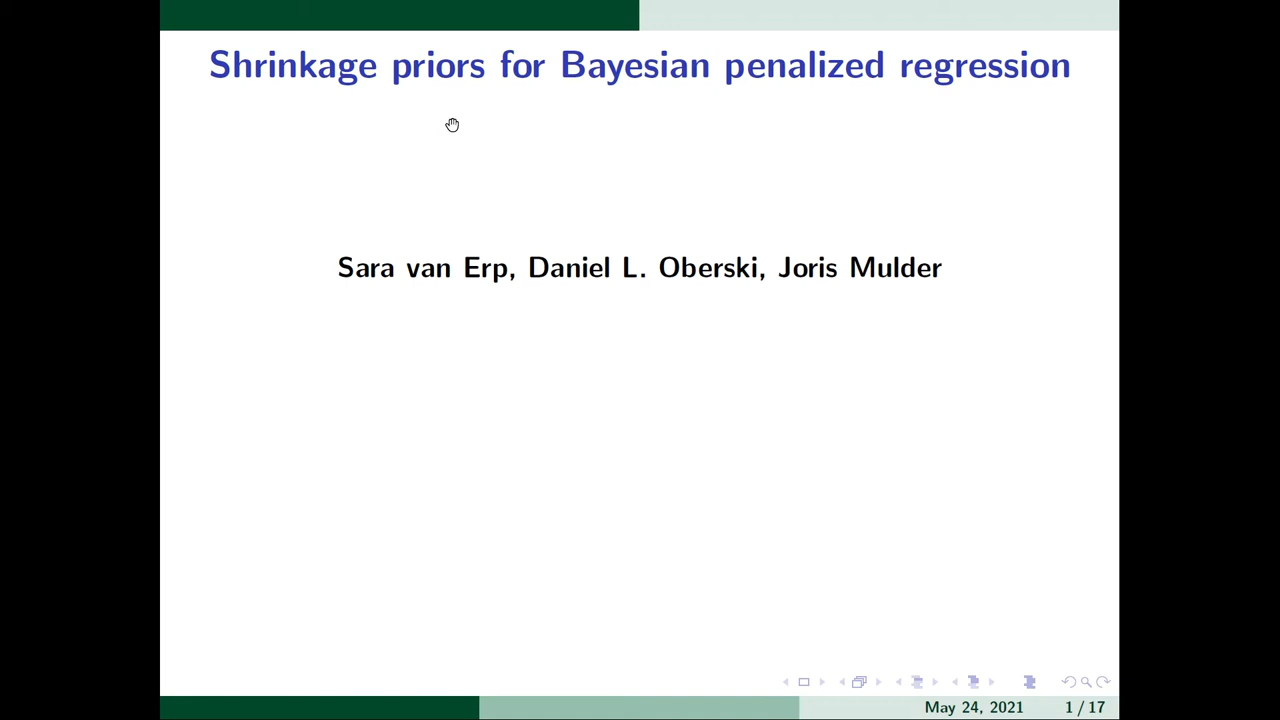 Shrinkage priors for Bayesian penalized regression
Sara van Erp, Daniel L. Oberski, Joris Mulder
May 24, 2021 1 / 17